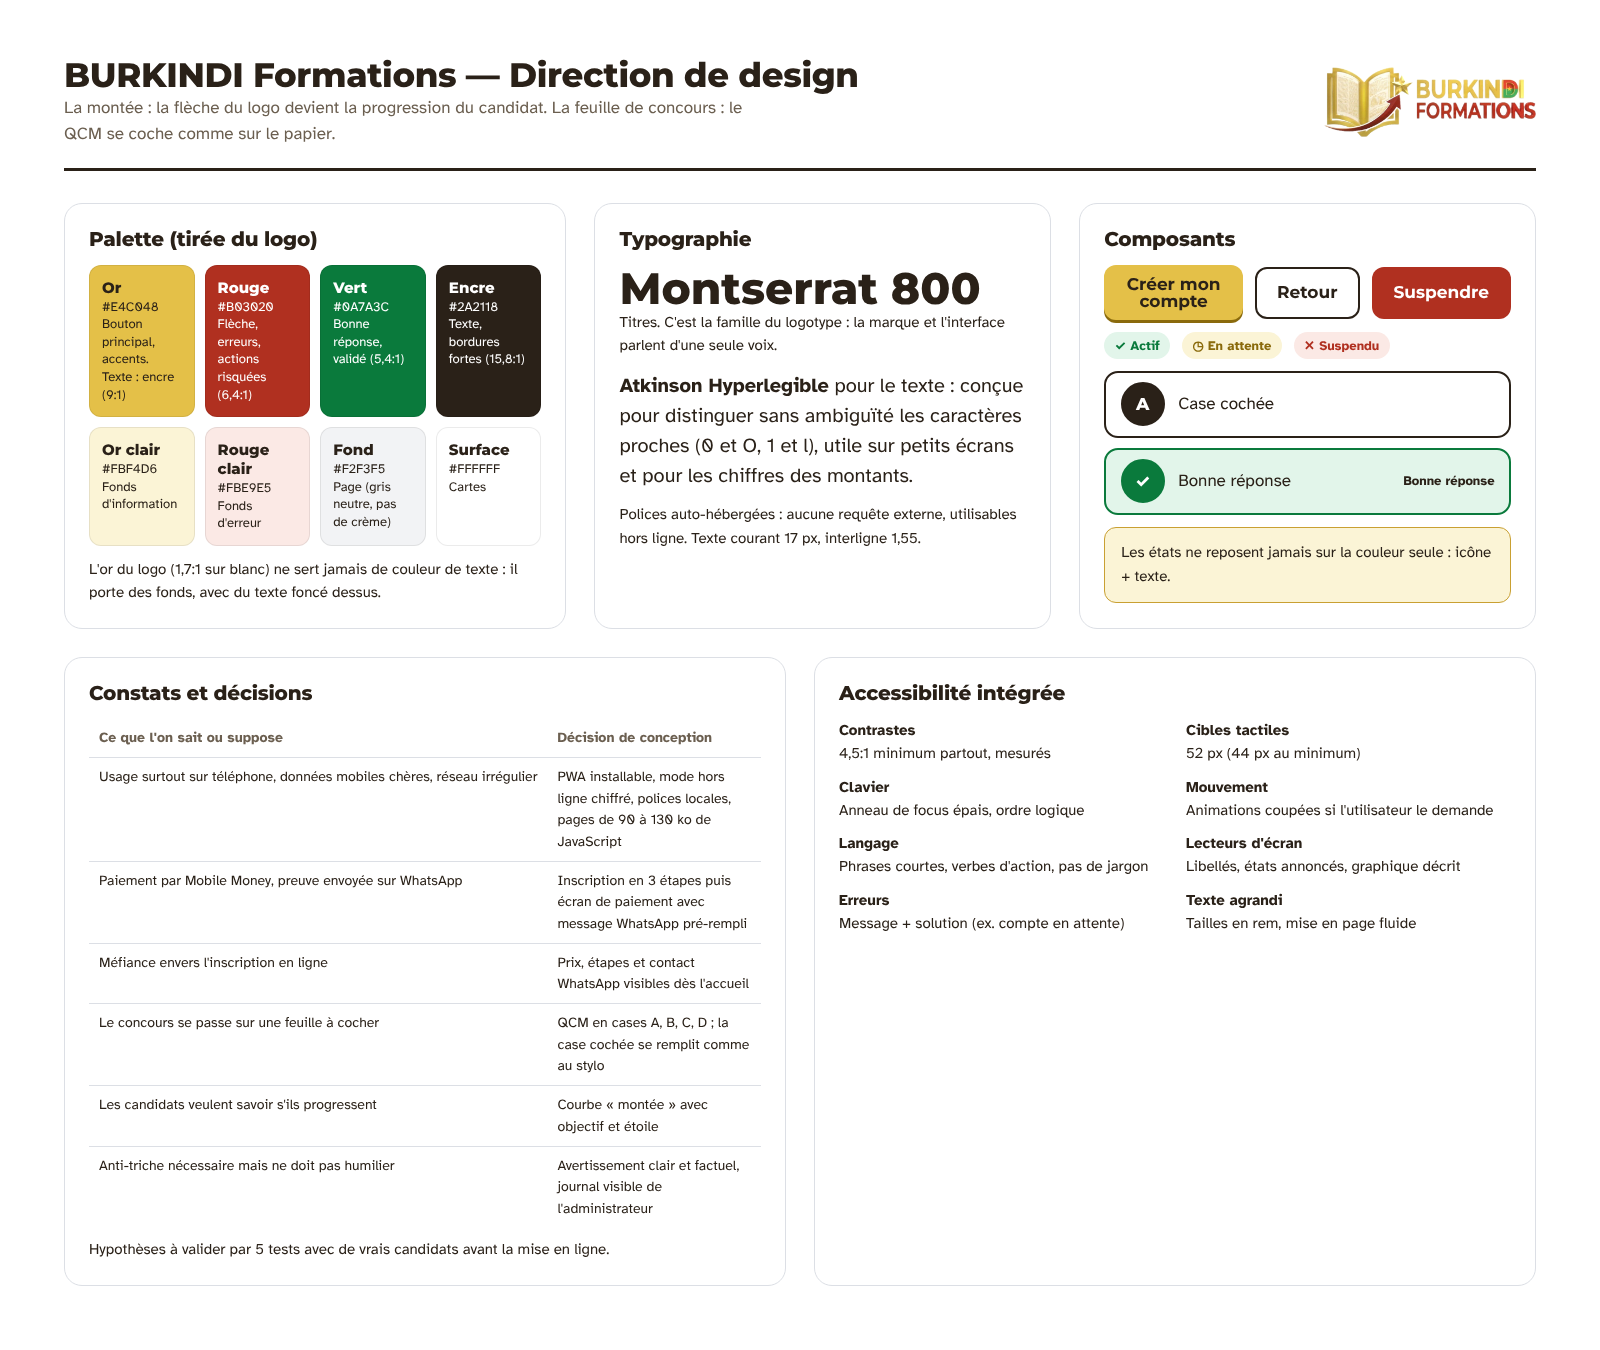 BURKINDI Formations — Direction de design
La montée : la flèche du logo devient la progression du candidat. La feuille de concours : le
QCM se coche comme sur le papier.
BURKINDI
FORMATIONS
Palette (tirée du logo)
Or
#E4C048
Bouton
principal,
accents.
Texte : encre
(9:1)
Rouge
#B03020
Flèche,
erreurs,
actions
risquées
(6,4:1)
Vert
#0A7A3C
Bonne
réponse,
validé (5,4:1)
Encre
#2A2118
Texte,
bordures
fortes (15,8:1)
Or clair
#FBF4D6
Fonds
d'information
Rouge
clair
#FBE9E5
Fonds
d'erreur
Fond
#F2F3F5
Page (gris
neutre, pas
de crème)
Surface
#FFFFFF
Cartes
L'or du logo (1,7:1 sur blanc) ne sert jamais de couleur de texte : il
porte des fonds, avec du texte foncé dessus.
Typographie
Montserrat 800
Titres. C'est la famille du logotype : la marque et l'interface
parlent d'une seule voix.
Atkinson Hyperlegible pour le texte : conçue
pour distinguer sans ambiguïté les caractères
proches (0 et O, 1 et l), utile sur petits écrans
et pour les chiffres des montants.
Polices auto-hébergées : aucune requête externe, utilisables
hors ligne. Texte courant 17 px, interligne 1,55.
Composants
Créer mon
compte
Retour
Suspendre
✓ Actif
◷ En attente
✕ Suspendu
A Case cochée
✓ Bonne réponse Bonne réponse
Les états ne reposent jamais sur la couleur seule : icône
+ texte.
Constats et décisions
Ce que l'on sait ou suppose
Décision de conception
Usage surtout sur téléphone, données mobiles chères, réseau irrégulier
PWA installable, mode hors
ligne chiffré, polices locales,
pages de 90 à 130 ko de
JavaScript
Paiement par Mobile Money, preuve envoyée sur WhatsApp
Inscription en 3 étapes puis
écran de paiement avec
message WhatsApp pré-rempli
Méfiance envers l'inscription en ligne
Prix, étapes et contact
WhatsApp visibles dès l'accueil
Le concours se passe sur une feuille à cocher
QCM en cases A, B, C, D ; la
case cochée se remplit comme
au stylo
Les candidats veulent savoir s'ils progressent
Courbe « montée » avec
objectif et étoile
Anti-triche nécessaire mais ne doit pas humilier
Avertissement clair et factuel,
journal visible de
l'administrateur
Hypothèses à valider par 5 tests avec de vrais candidats avant la mise en ligne.
Accessibilité intégrée
Contrastes
4,5:1 minimum partout, mesurés
Cibles tactiles
52 px (44 px au minimum)
Clavier
Anneau de focus épais, ordre logique
Mouvement
Animations coupées si l'utilisateur le demande
Langage
Phrases courtes, verbes d'action, pas de jargon
Lecteurs d'écran
Libellés, états annoncés, graphique décrit
Erreurs
Message + solution (ex. compte en attente)
Texte agrandi
Tailles en rem, mise en page fluide